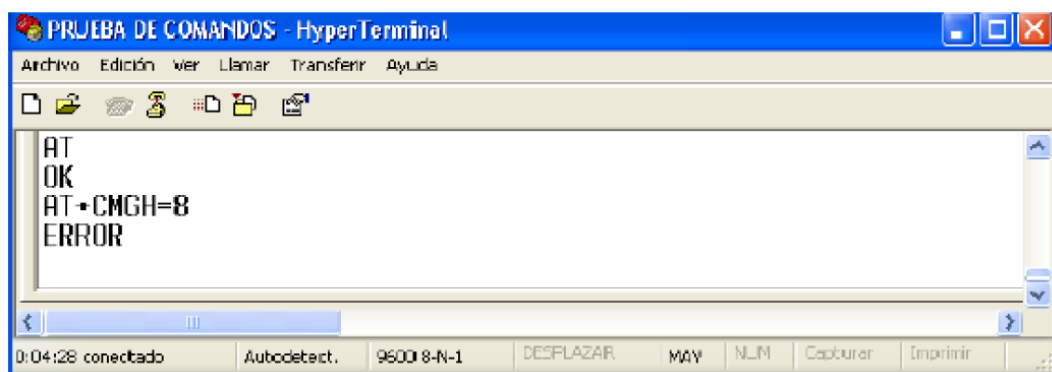 PRUEBA DE COMANDOS - HyperTerminal
Archivo Edición Ver Llamar Transferir Ayuda
AT
OK
AT+CMGH=8
ERROR
0:04:28 conectado Autodetect. 9600 8-N-1 DESPLAZAR MAY NUM Capturar Imprimir